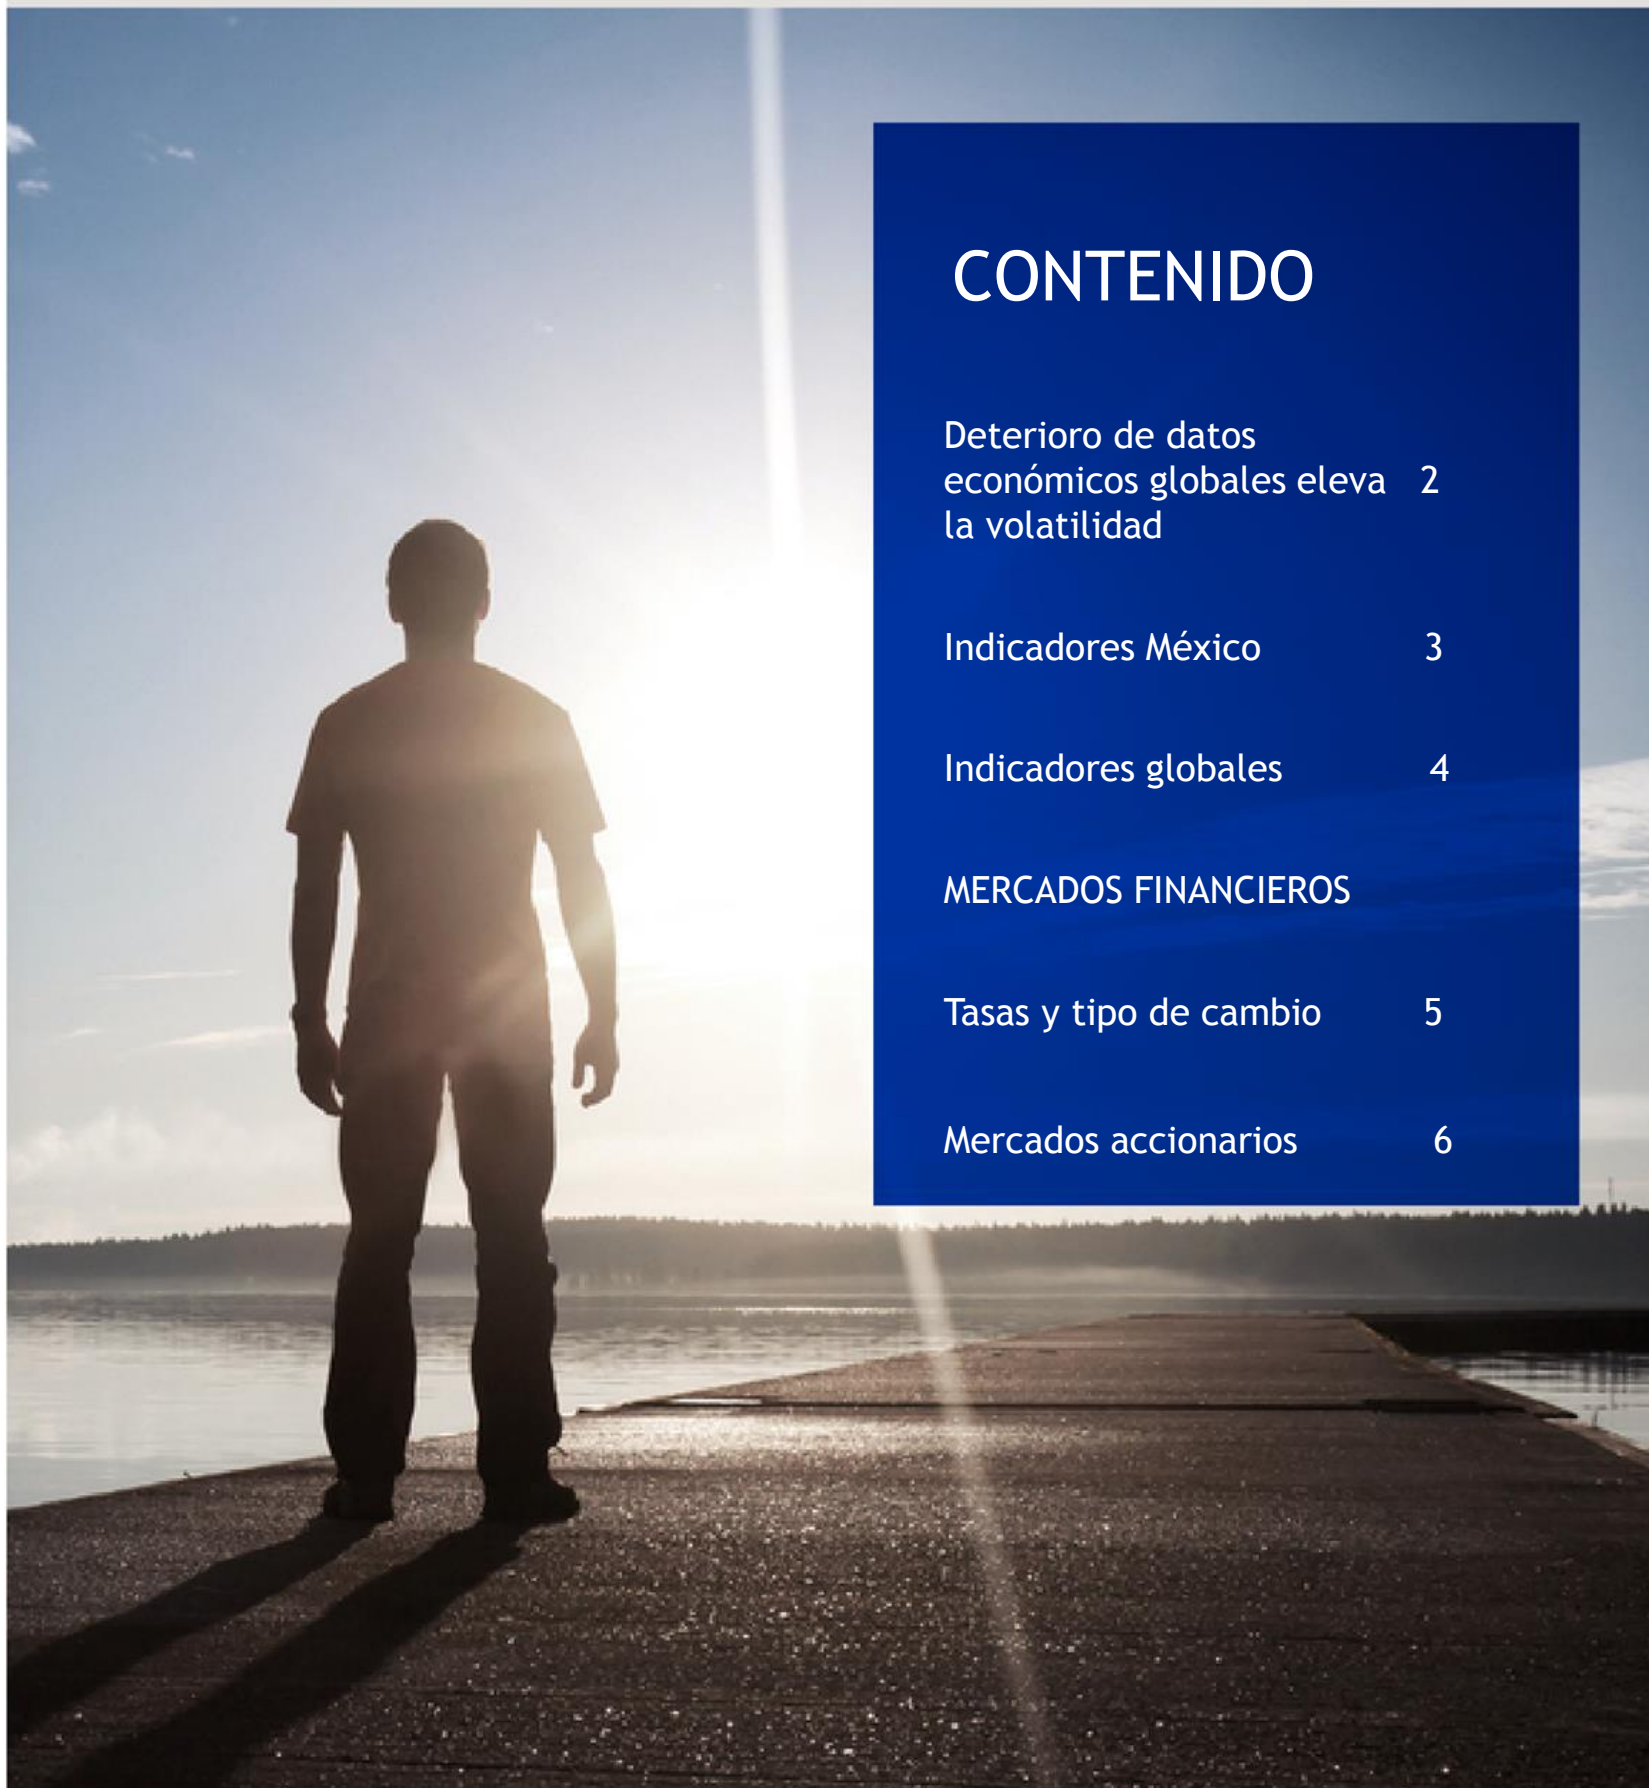 CONTENIDO
Deterioro de datos
económicos globales eleva 2
la volatilidad
Indicadores México 3
Indicadores globales 4
MERCADOS FINANCIEROS
Tasas y tipo de cambio 5
Mercados accionarios 6